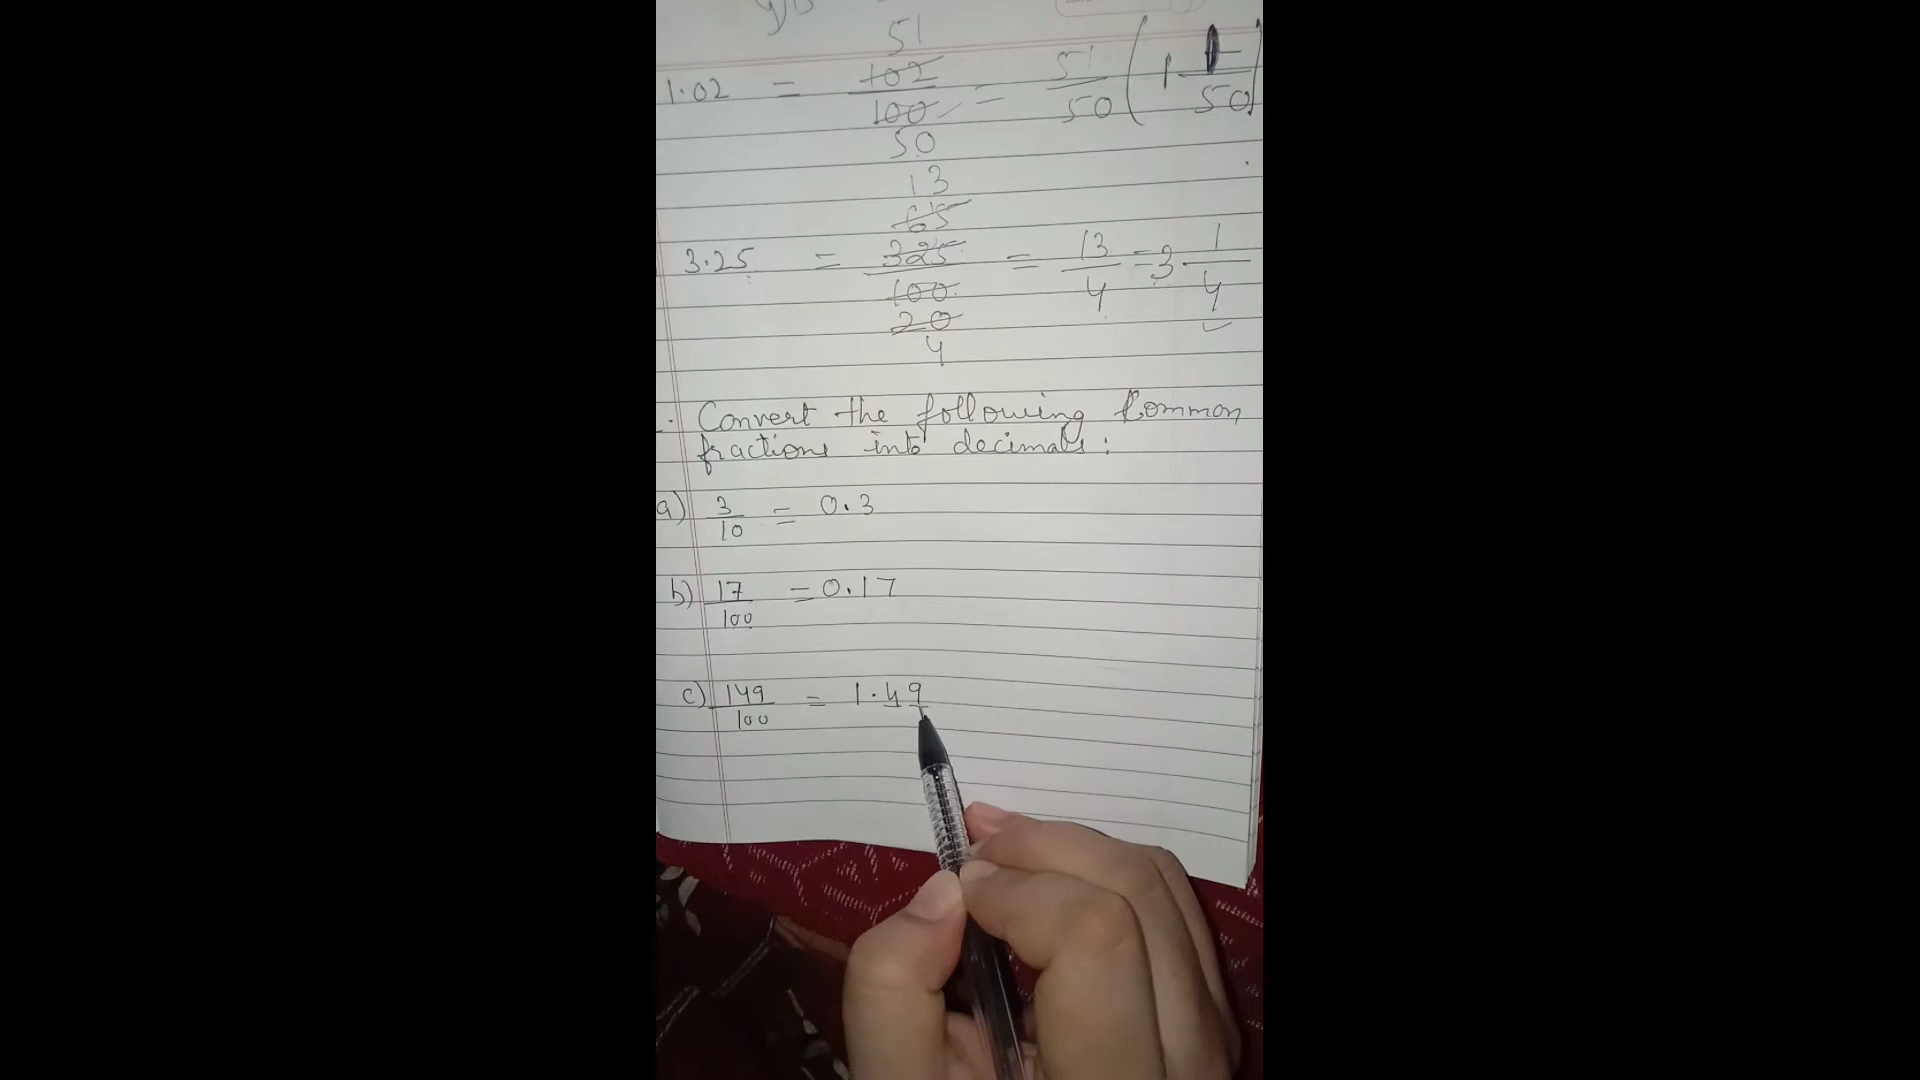 51
1.02 = 102/100 = 51/50 (1 1/50)
50
13
65
3.25 = 325/100 = 13/4 = 3 1/4
20
4
Convert the following Common
fractions into decimals:
a) 3/10 = 0.3
b) 17/100 = 0.17
c) 149/100 = 1.49